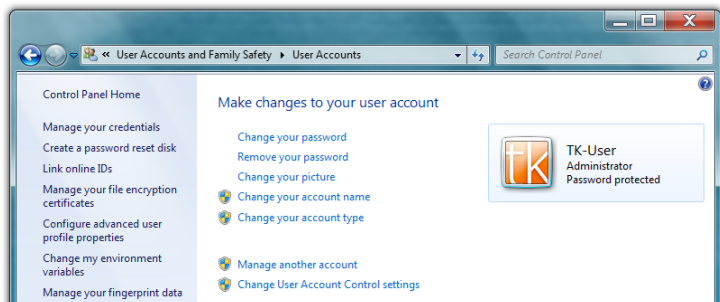 « User Accounts and Family Safety ▸ User Accounts
Search Control Panel
Control Panel Home
Manage your credentials
Create a password reset disk
Link online IDs
Manage your file encryption
certificates
Configure advanced user
profile properties
Change my environment
variables
Manage your fingerprint data
Make changes to your user account
Change your password
Remove your password
Change your picture
Change your account name
Change your account type
Manage another account
Change User Account Control settings
tk
TK-User
Administrator
Password protected